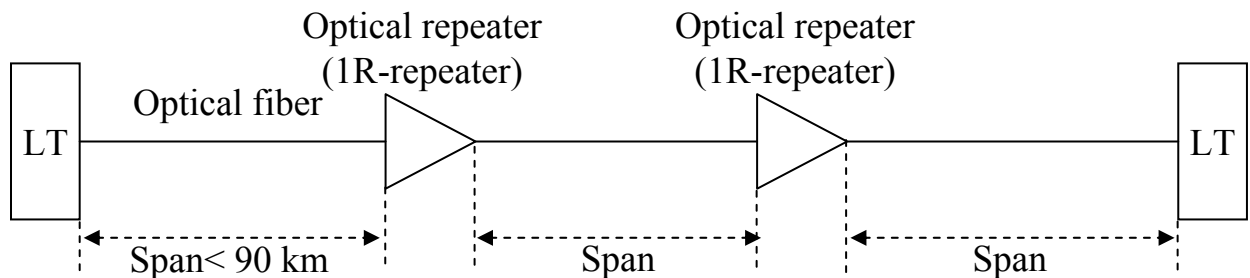 Optical repeater
(1R-repeater)
Optical repeater
(1R-repeater)
Optical fiber
LT
LT
Span< 90 km
Span
Span